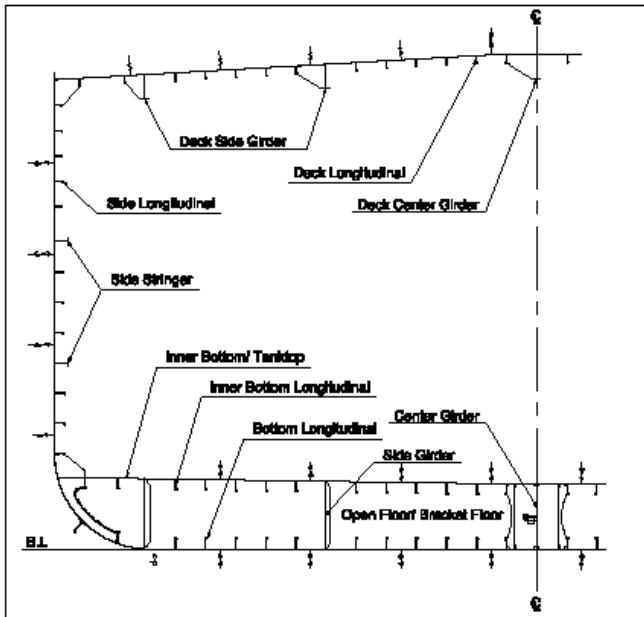 Deck Side Girder
Deck Longitudinal
Side Longitudinal
Deck Center Girder
Side Stringer
Inner Bottom/ Tanktop
Inner Bottom Longitudinal
Center Girder
Bottom Longitudinal
Side Girder
Open Floor/ Bracket Floor